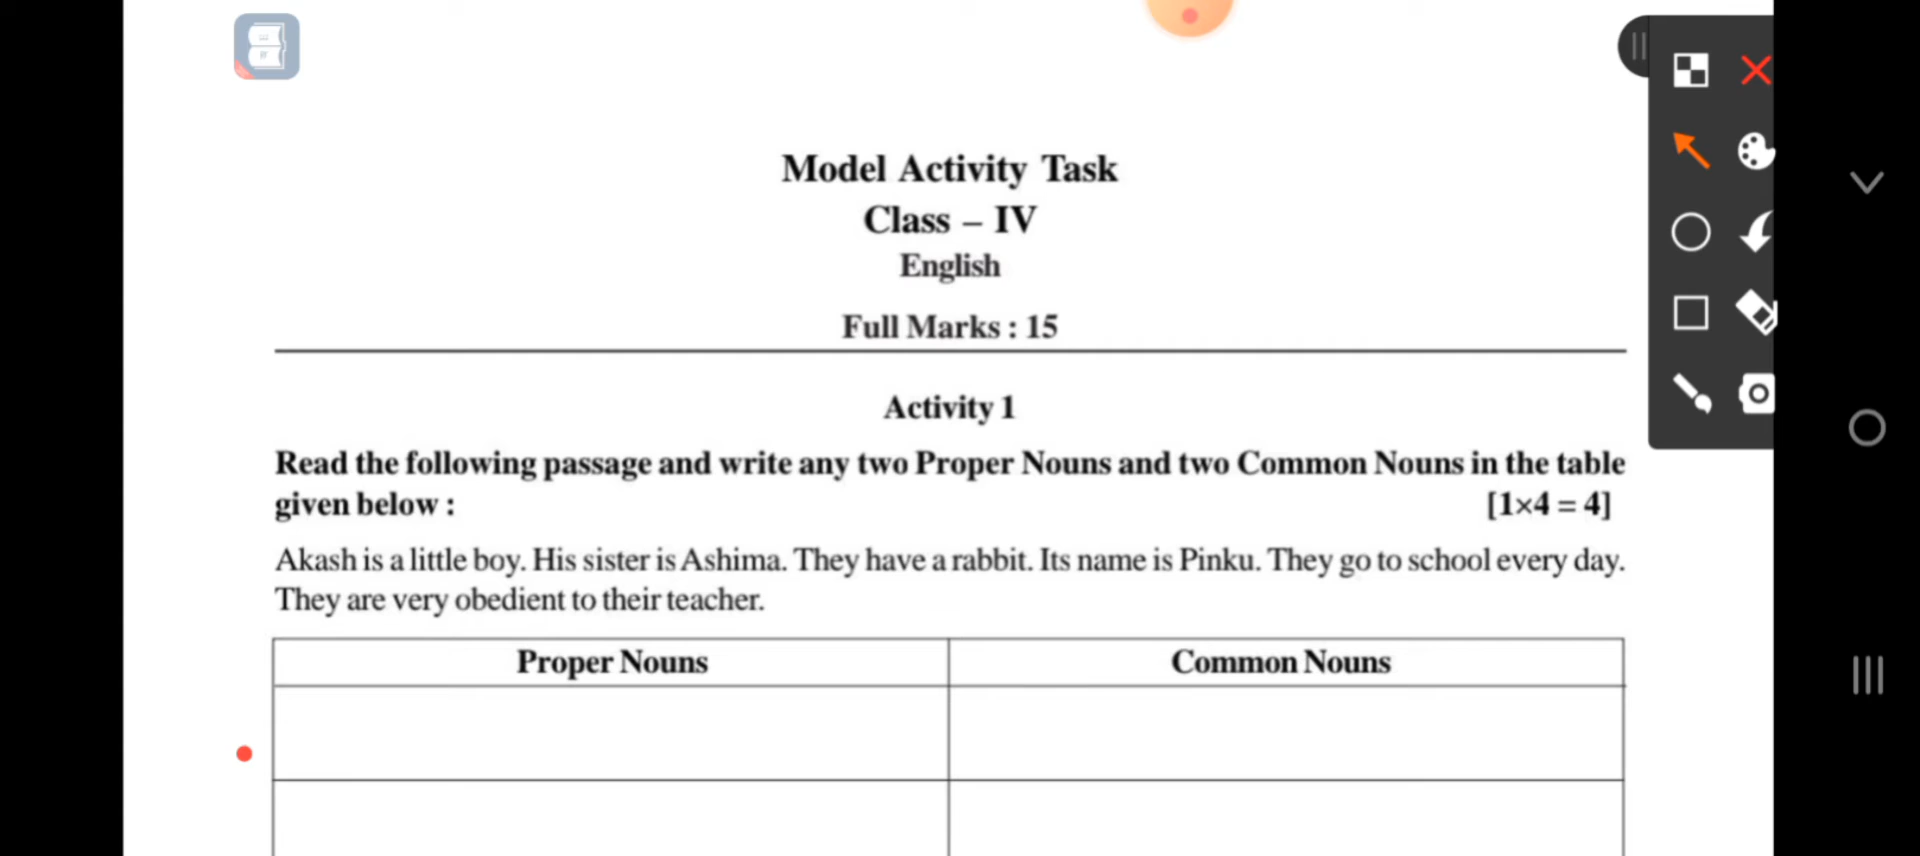 Model Activity Task
Class – IV
English
Full Marks : 15
Activity 1
Read the following passage and write any two Proper Nouns and two Common Nouns in the table
given below : [1×4 = 4]
Akash is a little boy. His sister is Ashima. They have a rabbit. Its name is Pinku. They go to school every day.
They are very obedient to their teacher.
Proper Nouns Common Nouns